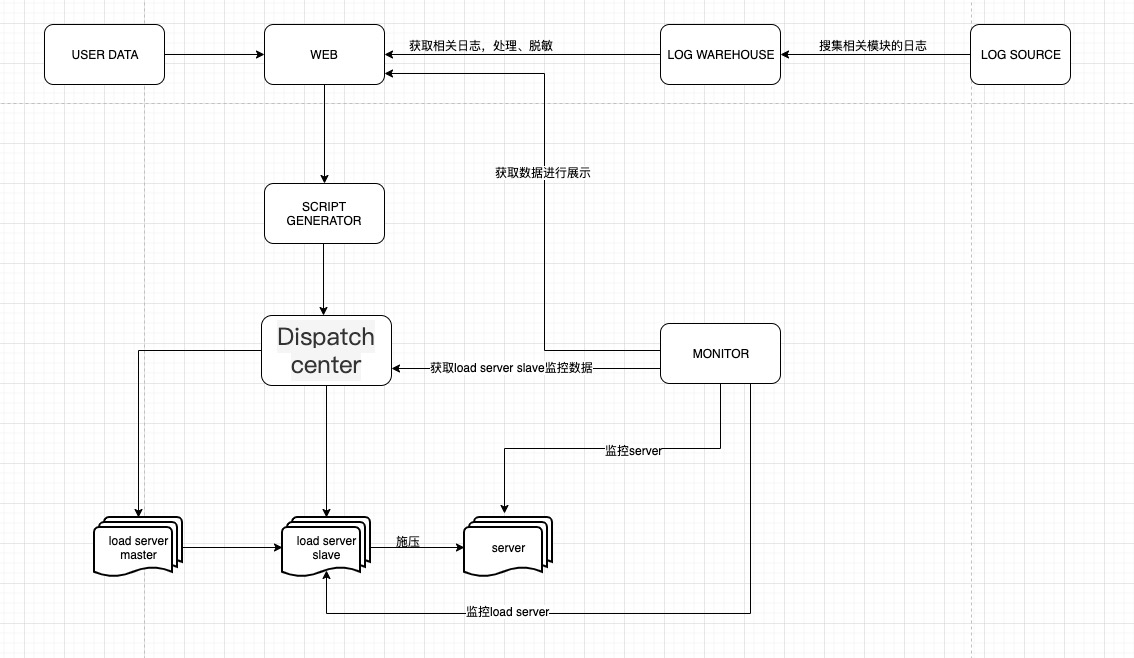 USER DATA
WEB
获取相关日志，处理、脱敏
LOG WAREHOUSE
搜集相关模块的日志
LOG SOURCE
获取数据进行展示
SCRIPT
GENERATOR
Dispatch
center
获取load server slave监控数据
MONITOR
监控server
load server
master
load server
slave
施压
server
监控load server